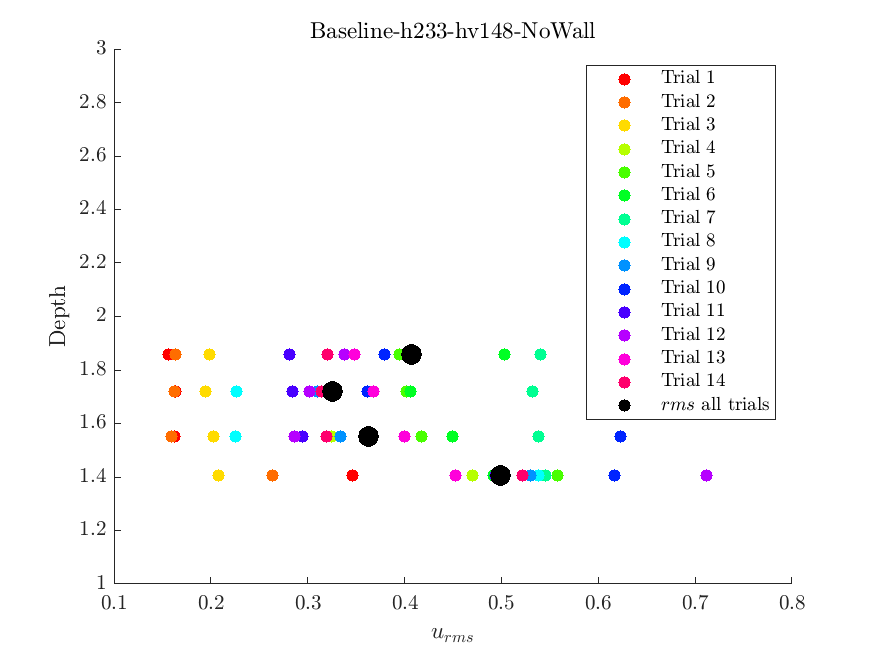 Baseline-h233-hv148-NoWall
3
2.8
2.6
2.4
2.2
2
1.8
1.6
1.4
1.2
1
Depth
Trial 1
Trial 2
Trial 3
Trial 4
Trial 5
Trial 6
Trial 7
Trial 8
Trial 9
Trial 10
Trial 11
Trial 12
Trial 13
Trial 14
rms all trials
0.1 0.2 0.3 0.4 0.5 0.6 0.7 0.8
u_rms